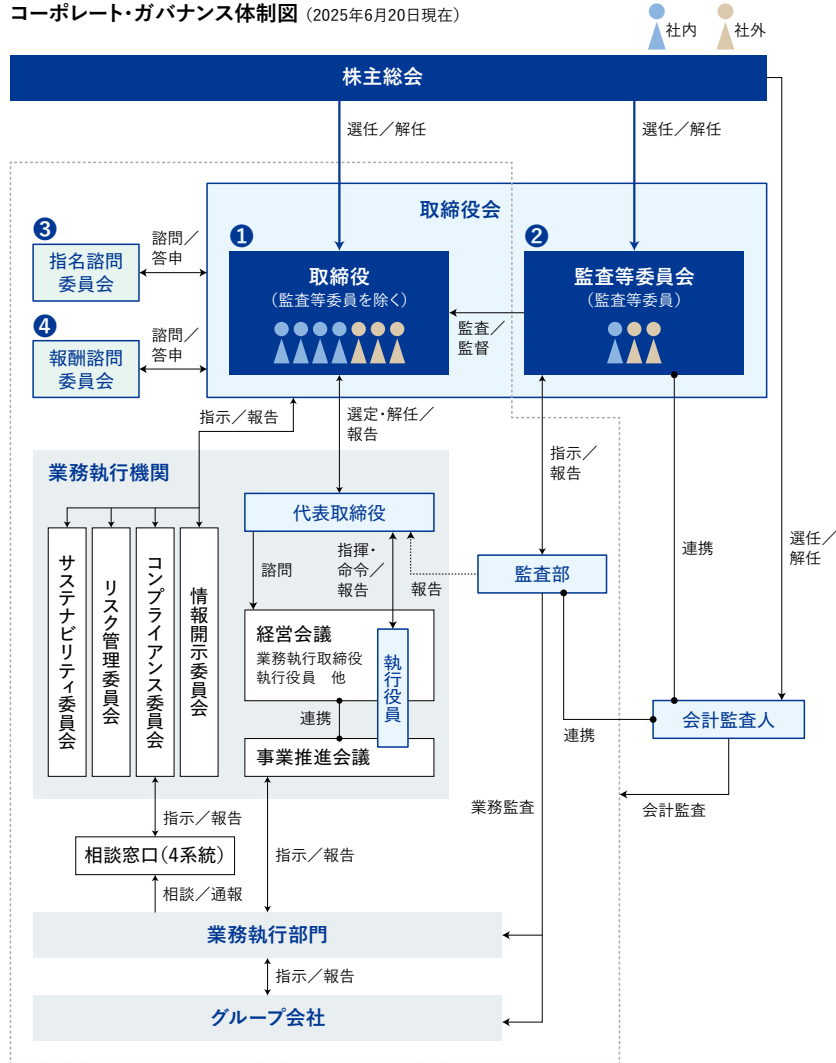 コーポレート・ガバナンス体制図（2025年6月20日現在）
社内
社外
株主総会
選任／解任
選任／解任
取締役会
❸
指名諮問
委員会
諮問／
答申
❶
取締役
（監査等委員を除く）
❷
監査等委員会
（監査等委員）
監査／
監督
❹
報酬諮問
委員会
諮問／
答申
指示／報告
選定・解任／
報告
指示／
報告
業務執行機関
代表取締役
サステナビリティ委員会
リスク管理委員会
コンプライアンス委員会
情報開示委員会
諮問
指揮・
命令／
報告
報告
監査部
連携
選任／
解任
経営会議
業務執行取締役
執行役員　他
執行役員
連携
事業推進会議
会計監査人
連携
業務監査
会計監査
指示／報告
相談窓口（4系統）
指示／報告
相談／通報
業務執行部門
指示／報告
グループ会社